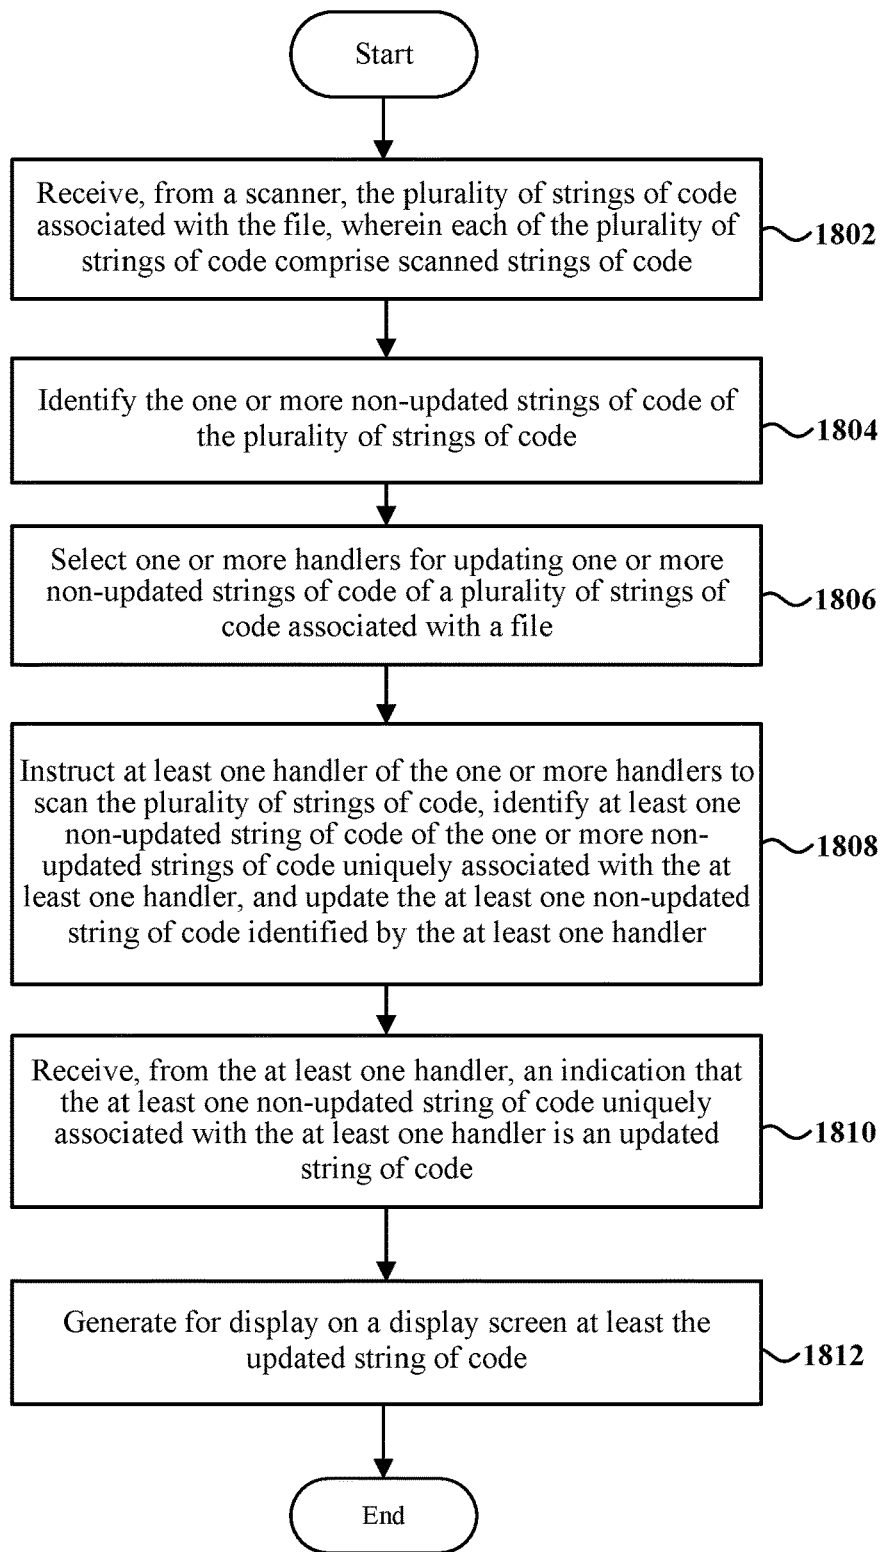 Start
Receive, from a scanner, the plurality of strings of code
associated with the file, wherein each of the plurality of
strings of code comprise scanned strings of code
1802
Identify the one or more non-updated strings of code of
the plurality of strings of code
1804
Select one or more handlers for updating one or more
non-updated strings of code of a plurality of strings of
code associated with a file
1806
Instruct at least one handler of the one or more handlers to
scan the plurality of strings of code, identify at least one
non-updated string of code of the one or more non-
updated strings of code uniquely associated with the at
least one handler, and update the at least one non-updated
string of code identified by the at least one handler
1808
Receive, from the at least one handler, an indication that
the at least one non-updated string of code uniquely
associated with the at least one handler is an updated
string of code
1810
Generate for display on a display screen at least the
updated string of code
1812
End